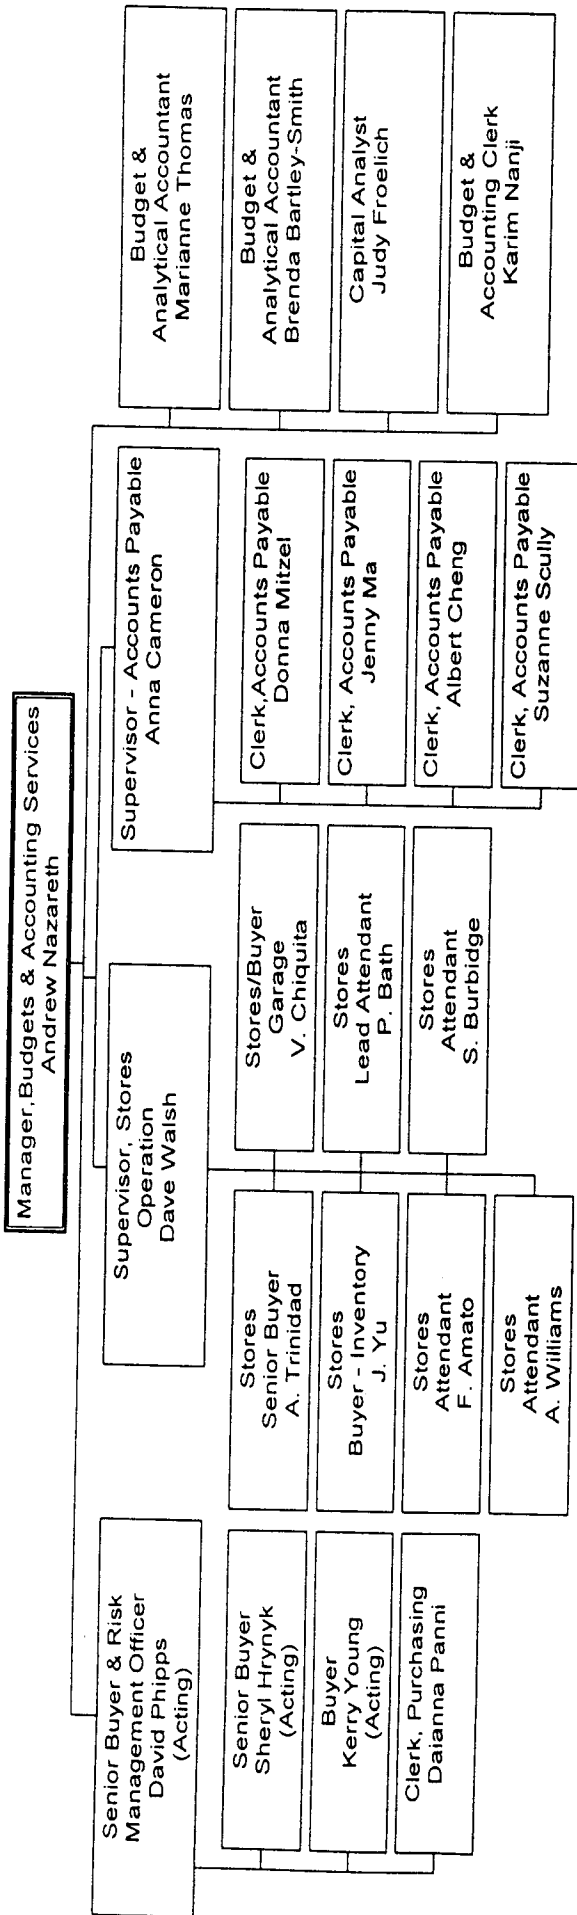 Manager,Budgets & Accounting Services
Andrew Nazareth
Senior Buyer & Risk
Management Officer
David Phipps
(Acting)
Senior Buyer
Sheryl Hrynyk
(Acting)
Buyer
Kerry Young
(Acting)
Clerk, Purchasing
Daianna Panni
Supervisor, Stores
Operation
Dave Walsh
Stores
Senior Buyer
A. Trinidad
Stores/Buyer
Garage
V. Chiquita
Stores
Buyer - Inventory
J. Yu
Stores
Lead Attendant
P. Bath
Stores
Attendant
F. Amato
Stores
Attendant
S. Burbidge
Stores
Attendant
A. Williams
Supervisor - Accounts Payable
Anna Cameron
Clerk,Accounts Payable
Donna Mitzel
Clerk, Accounts Payable
Jenny Ma
Clerk, Accounts Payable
Albert Cheng
Clerk, Accounts Payable
Suzanne Scully
Budget &
Analytical Accountant
Marianne Thomas
Budget &
Analytical Accountant
Brenda Bartley-Smith
Capital Analyst
Judy Froelich
Budget &
Accounting Clerk
Karim Nanji